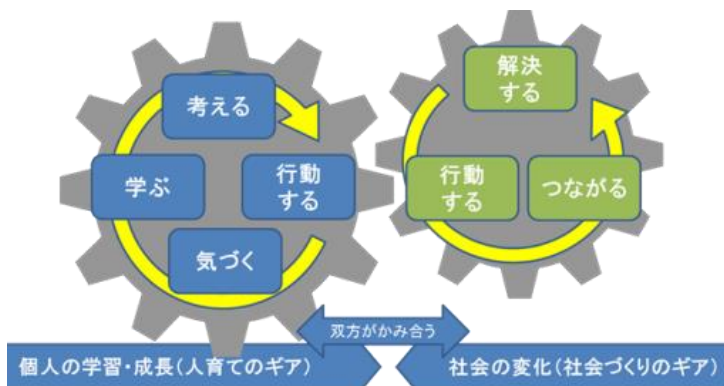 考える
学ぶ
行動
する
気づく
解決
する
行動
する
つながる
双方がかみ合う
個人の学習・成長(人育てのギア)
社会の変化(社会づくりのギア)